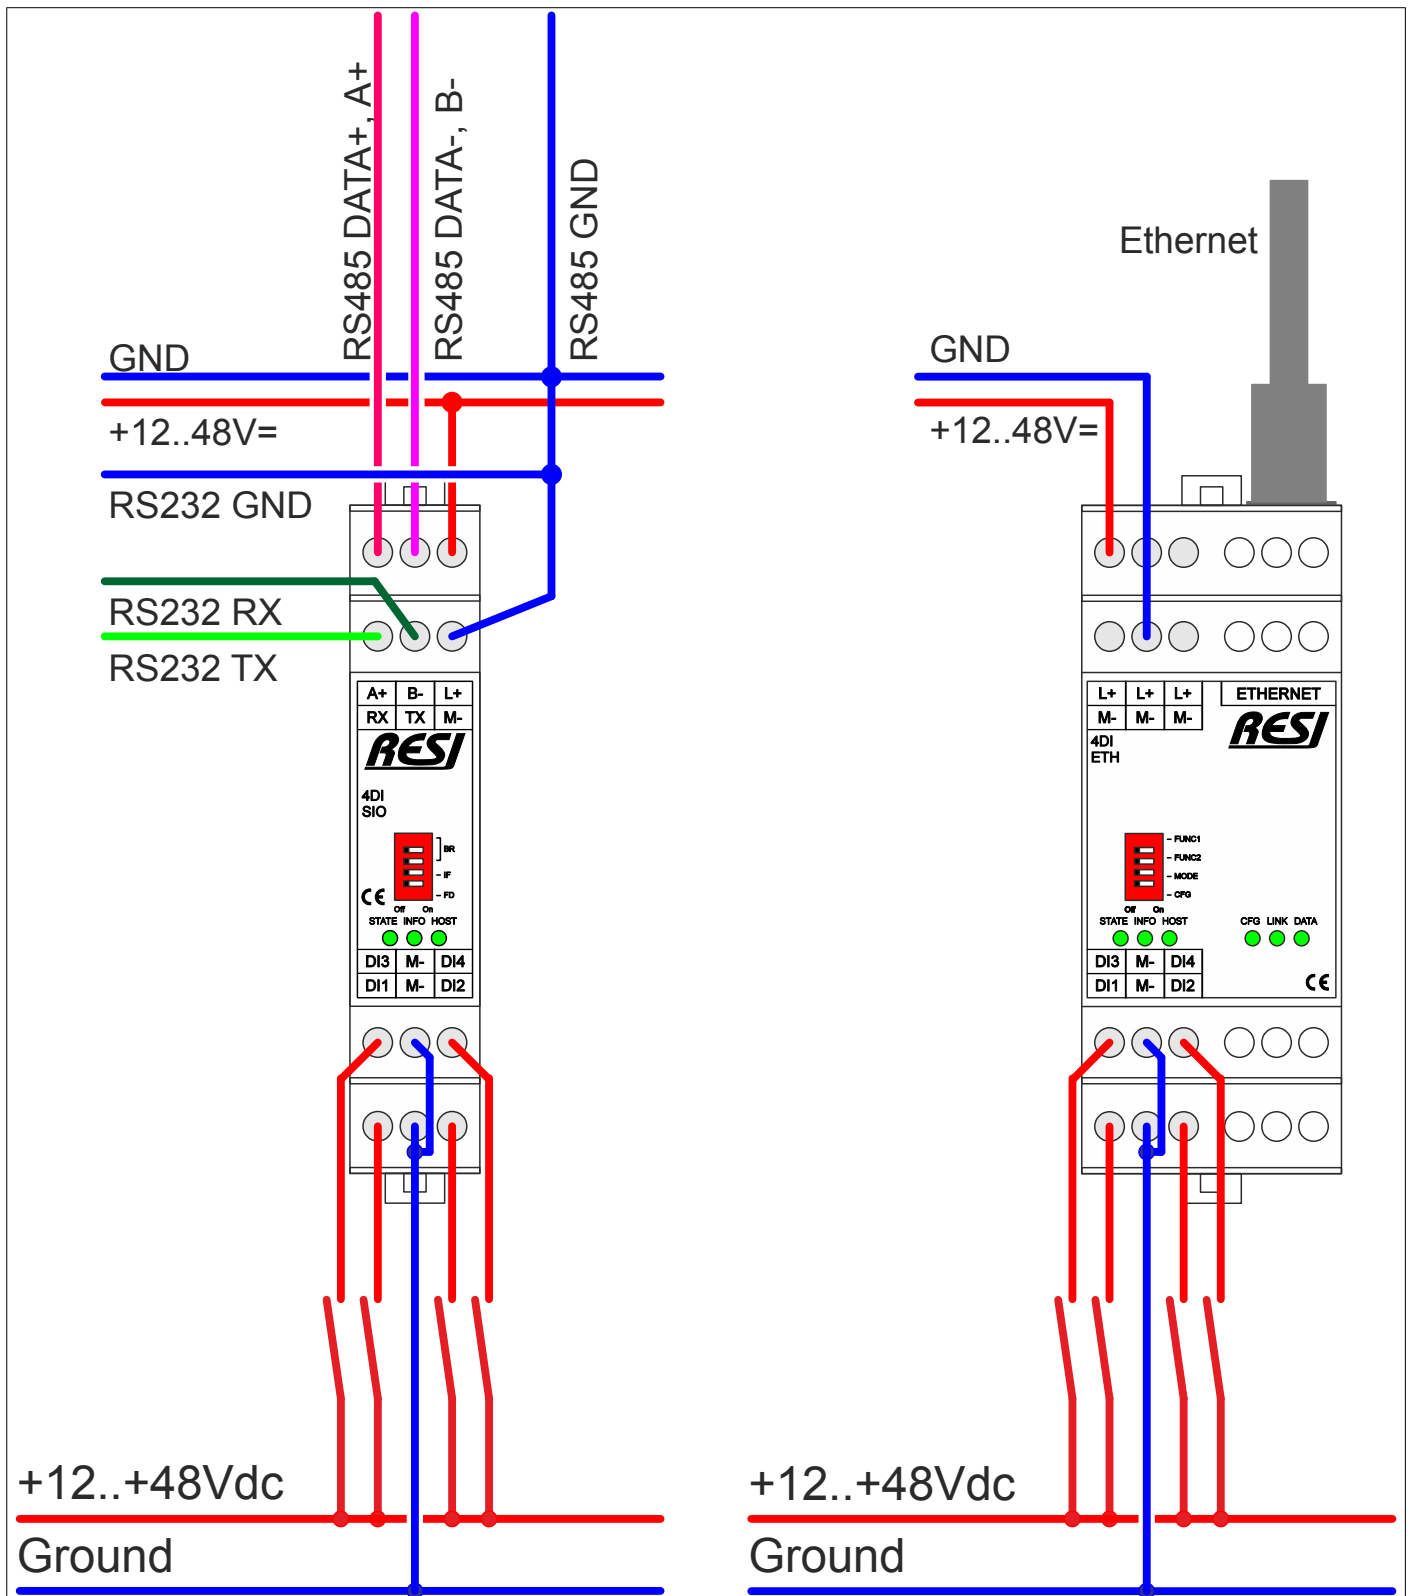 RS485 DATA+, A+
RS485 DATA-, B-
RS485 GND
GND
+12..48V=
RS232 GND
RS232 RX
RS232 TX
A+ B- L+
RX TX M-
RESI
4DI
SIO
BR
IF
FD
CE
Off On
STATE INFO HOST
DI3 M- DI4
DI1 M- DI2
+12..+48Vdc
Ground
Ethernet
GND
+12..48V=
L+ L+ L+ ETHERNET
M- M- M-
RESI
4DI
ETH
FUNC1
FUNC2
MODE
CFG
Off On
STATE INFO HOST CFG LINK DATA
DI3 M- DI4
DI1 M- DI2
CE
+12..+48Vdc
Ground